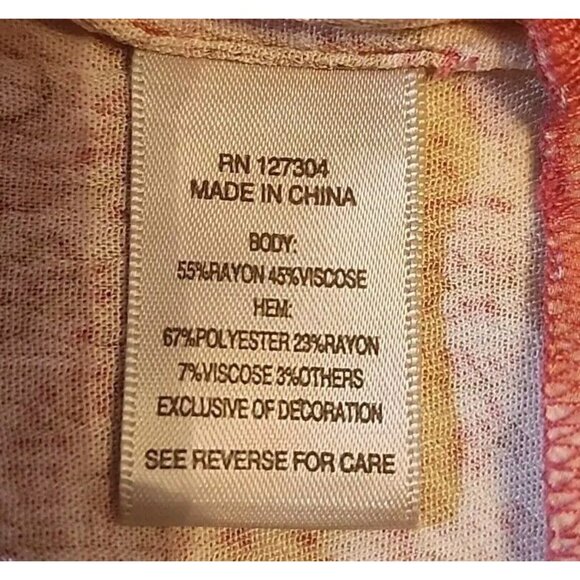 RN 127304
MADE IN CHINA
BODY:
55%RAYON 45%VISCOSE
HEM:
67%POLYESTER 23%RAYON
7%VISCOSE 3%OTHERS
EXCLUSIVE OF DECORATION
SEE REVERSE FOR CARE